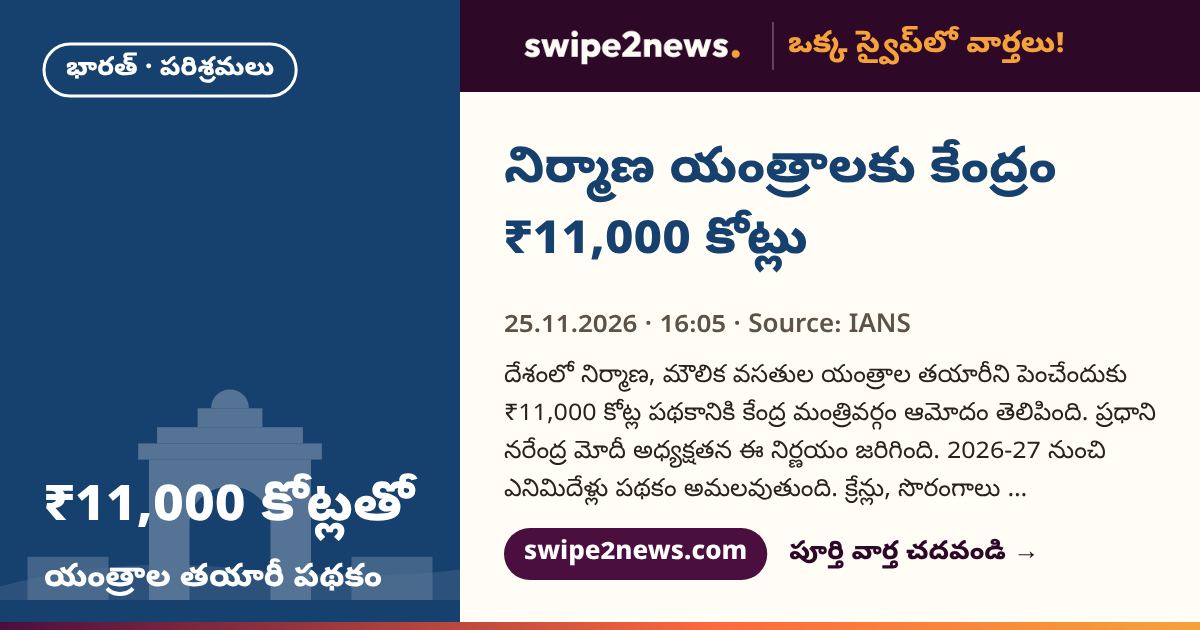 భారత్ · పరిశ్రమలు
₹11,000 కోట్లతో
యంత్రాల తయారీ పథకం
swipe2news.
ఒక్క స్వైప్‌లో వార్తలు!
నిర్మాణ యంత్రాలకు కేంద్రం
₹11,000 కోట్లు
25.11.2026 · 16:05 · Source: IANS
దేశంలో నిర్మాణ, మౌలిక వసతుల యంత్రాల తయారీని పెంచేందుకు
₹11,000 కోట్ల పథకానికి కేంద్ర మంత్రివర్గం ఆమోదం తెలిపింది. ప్రధాని
నరేంద్ర మోదీ అధ్యక్షతన ఈ నిర్ణయం జరిగింది. 2026-27 నుంచి
ఎనిమిదేళ్లు పథకం అమలవుతుంది. క్రేన్లు, సొరంగాలు ...
swipe2news.com
పూర్తి వార్త చదవండి →